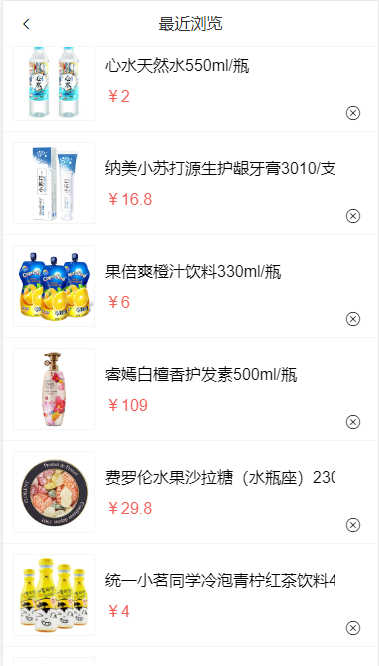 最近浏览
心水天然水550ml/瓶
￥2
纳美小苏打源生护龈牙膏3010/支
￥16.8
果倍爽橙汁饮料330ml/瓶
￥6
睿嫣白檀香护发素500ml/瓶
￥109
费罗伦水果沙拉糖（水瓶座）230
￥29.8
统一小茗同学冷泡青柠红茶饮料4
￥4